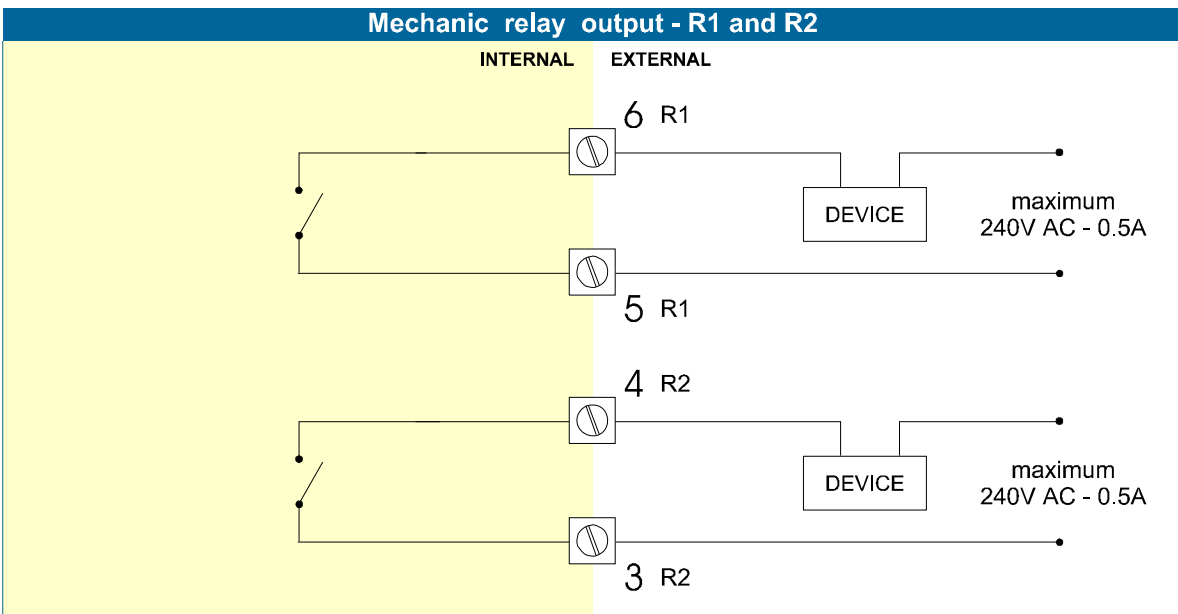 Mechanic relay output - R1 and R2
INTERNAL EXTERNAL
6 R1
DEVICE
maximum
240V AC - 0.5A
5 R1
4 R2
DEVICE
maximum
240V AC - 0.5A
3 R2